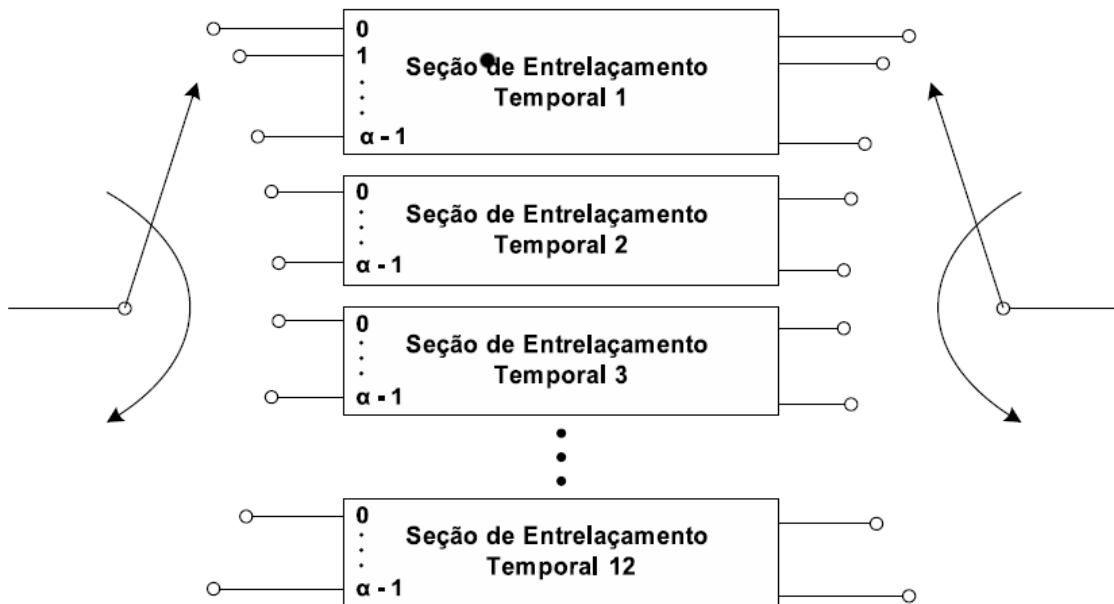 0
1
α - 1
Seção de Entrelaçamento
Temporal 1
0
α - 1
Seção de Entrelaçamento
Temporal 2
0
α - 1
Seção de Entrelaçamento
Temporal 3
0
α - 1
Seção de Entrelaçamento
Temporal 12